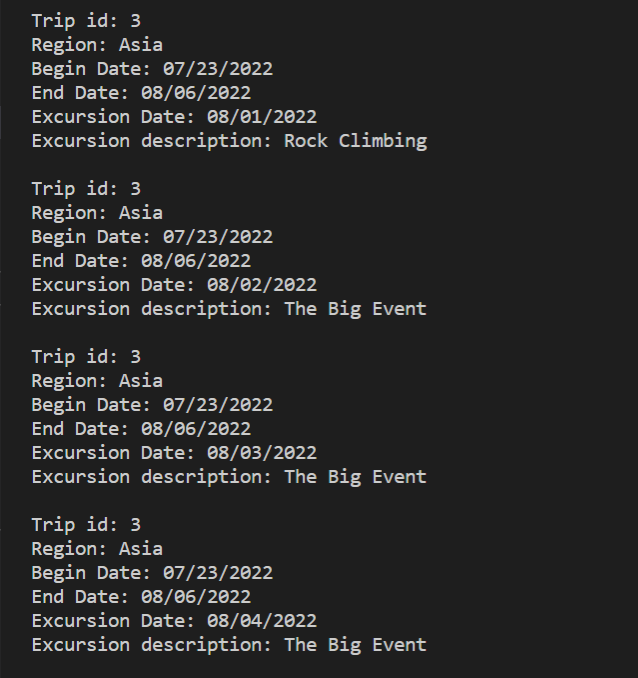 Trip id: 3
Region: Asia
Begin Date: 07/23/2022
End Date: 08/06/2022
Excursion Date: 08/01/2022
Excursion description: Rock Climbing

Trip id: 3
Region: Asia
Begin Date: 07/23/2022
End Date: 08/06/2022
Excursion Date: 08/02/2022
Excursion description: The Big Event

Trip id: 3
Region: Asia
Begin Date: 07/23/2022
End Date: 08/06/2022
Excursion Date: 08/03/2022
Excursion description: The Big Event

Trip id: 3
Region: Asia
Begin Date: 07/23/2022
End Date: 08/06/2022
Excursion Date: 08/04/2022
Excursion description: The Big Event